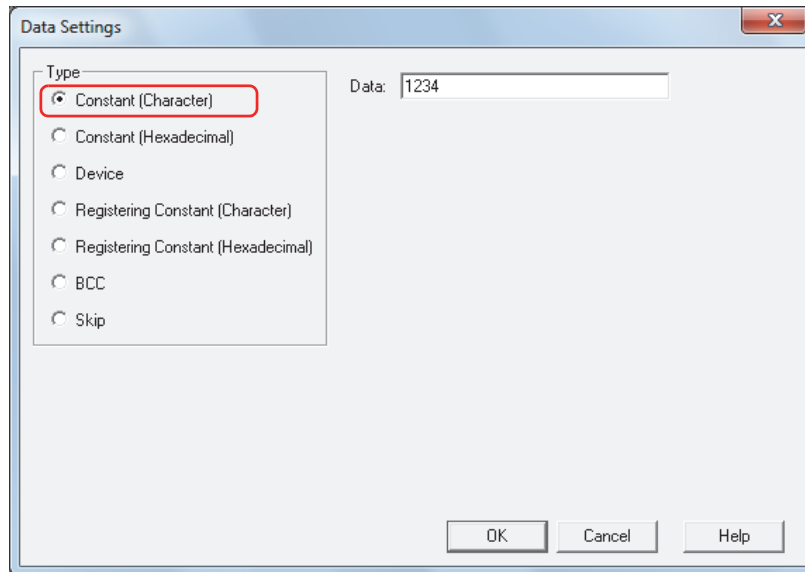 Data Settings
Type
Constant (Character)
Data: 1234
Constant (Hexadecimal)
Device
Registering Constant (Character)
Registering Constant (Hexadecimal)
BCC
Skip
OK Cancel Help